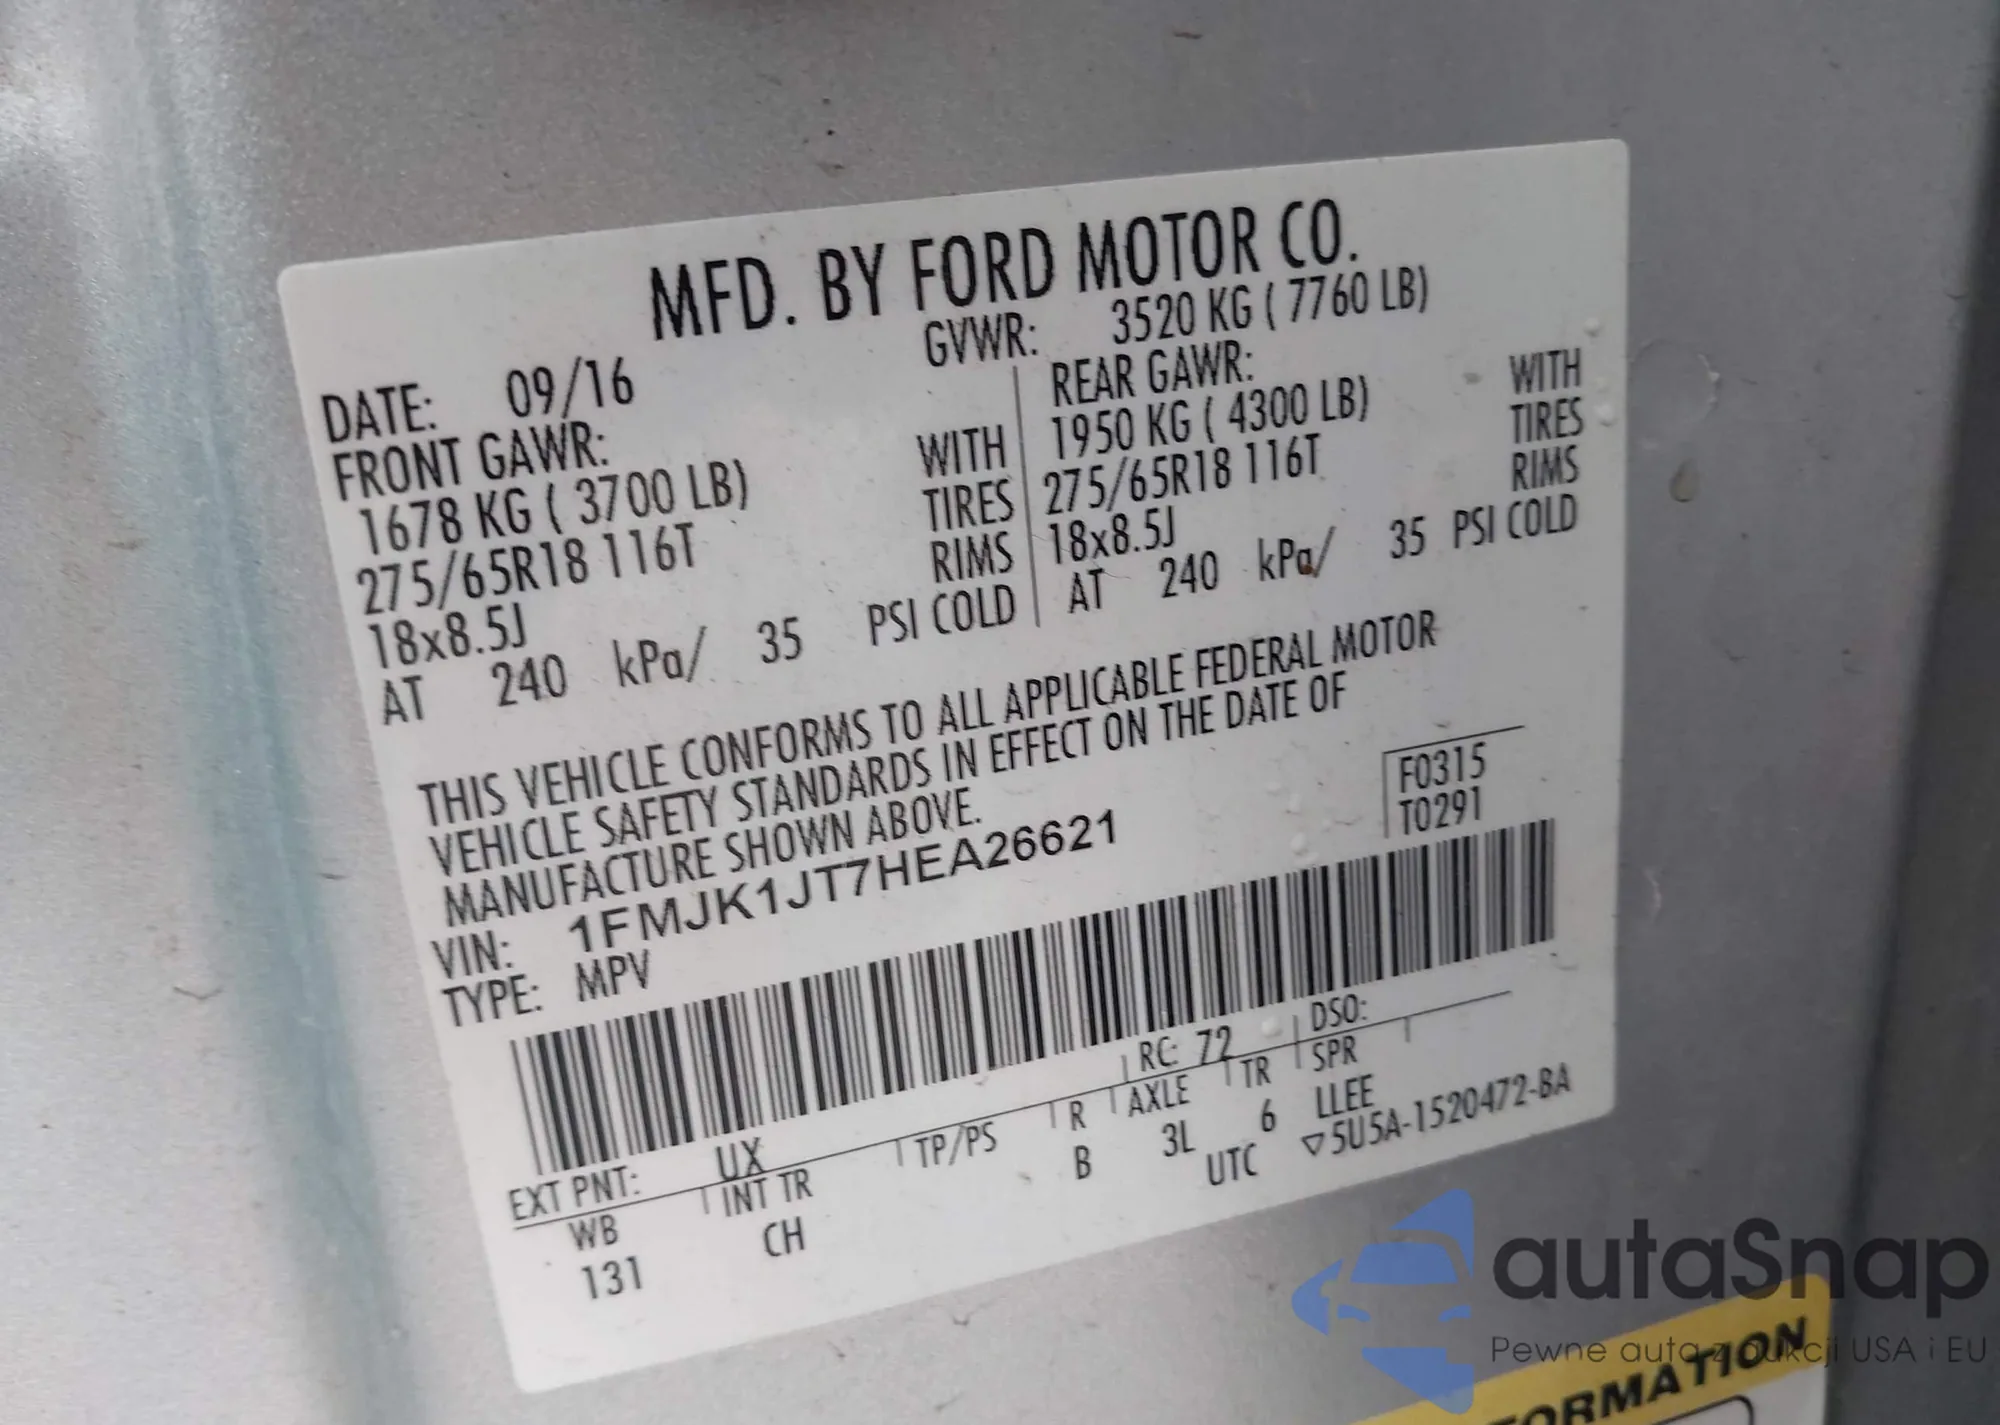 MFD. BY FORD MOTOR CO.
DATE: 09/16 GVWR: 3520 KG ( 7760 LB)
FRONT GAWR: WITH
1678 KG ( 3700 LB) TIRES
275/65R18 116T RIMS
18x8.5J
AT 240 kPa/ 35 PSI COLD
REAR GAWR: WITH
1950 KG ( 4300 LB) TIRES
275/65R18 116T RIMS
18x8.5J
AT 240 kPa/ 35 PSI COLD
THIS VEHICLE CONFORMS TO ALL APPLICABLE FEDERAL MOTOR
VEHICLE SAFETY STANDARDS IN EFFECT ON THE DATE OF
MANUFACTURE SHOWN ABOVE.
F0315
T0291
VIN: 1FMJK1JT7HEA26621
TYPE: MPV
EXT PNT: UX RC: 72 DSO:
WB INT TR TP/PS R AXLE TR SPR
131 CH B 3L 6 LLEE
UTC ▽5U5A-1520472-BA
autaSnap
Pewne auta z aukcji USA i EU
FORMATION